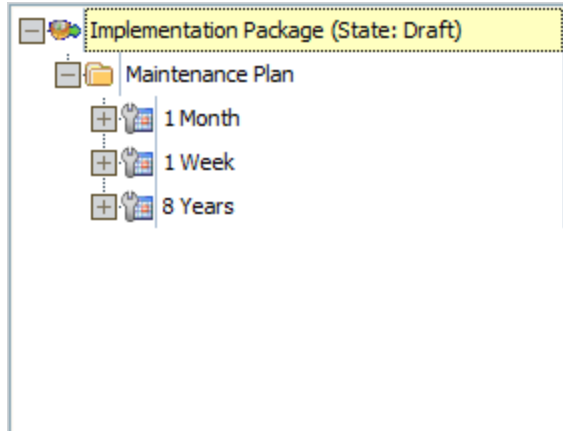 Implementation Package (State: Draft)
Maintenance Plan
1 Month
1 Week
8 Years